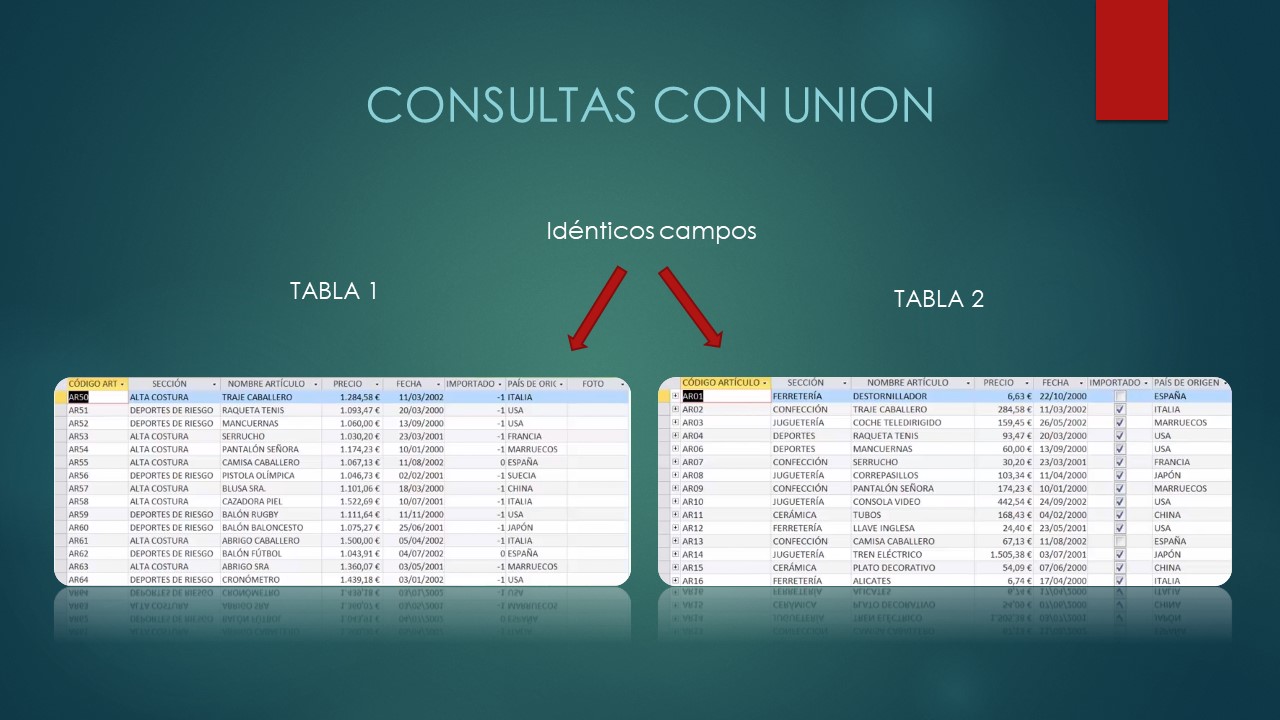 CONSULTAS CON UNION
Idénticos campos
TABLA 1
TABLA 2
CÓDIGO ART SECCIÓN NOMBRE ARTÍCULO PRECIO FECHA IMPORTADO PAÍS DE ORIG FOTO
AR50 ALTA COSTURA TRAJE CABALLERO 1.284,58 € 11/03/2002 -1 ITALIA
AR51 DEPORTES DE RIESGO RAQUETA TENIS 1.093,47 € 20/03/2000 -1 USA
AR52 DEPORTES DE RIESGO MANCUERNAS 1.060,00 € 13/09/2000 -1 USA
AR53 ALTA COSTURA SERRUCHO 1.030,20 € 23/03/2001 -1 FRANCIA
AR54 ALTA COSTURA PANTALÓN SEÑORA 1.174,23 € 10/01/2000 -1 MARRUECOS
AR55 ALTA COSTURA CAMISA CABALLERO 1.067,13 € 11/08/2002 0 ESPAÑA
AR56 DEPORTES DE RIESGO PISTOLA OLÍMPICA 1.046,73 € 02/02/2001 -1 SUECIA
AR57 ALTA COSTURA BLUSA SRA. 1.101,06 € 18/03/2000 -1 CHINA
AR58 ALTA COSTURA CAZADORA PIEL 1.522,69 € 10/07/2001 -1 ITALIA
AR59 DEPORTES DE RIESGO BALÓN RUGBY 1.111,64 € 11/11/2000 -1 USA
AR60 DEPORTES DE RIESGO BALÓN BALONCESTO 1.075,27 € 25/06/2001 -1 JAPÓN
AR61 ALTA COSTURA ABRIGO CABALLERO 1.500,00 € 05/04/2002 -1 ITALIA
AR62 DEPORTES DE RIESGO BALÓN FÚTBOL 1.043,91 € 04/07/2002 0 ESPAÑA
AR63 ALTA COSTURA ABRIGO SRA 1.360,07 € 03/05/2001 -1 MARRUECOS
AR64 DEPORTES DE RIESGO CRONÓMETRO 1.439,18 € 03/01/2002 -1 USA
CÓDIGO ARTÍCULO SECCIÓN NOMBRE ARTÍCULO PRECIO FECHA IMPORTADO PAÍS DE ORIGEN
AR01 FERRETERÍA DESTORNILLADOR 6,63 € 22/10/2000 ESPAÑA
AR02 CONFECCIÓN TRAJE CABALLERO 284,58 € 11/03/2002 ITALIA
AR03 JUGUETERÍA COCHE TELEDIRIGIDO 159,45 € 26/05/2002 MARRUECOS
AR04 DEPORTES RAQUETA TENIS 93,47 € 20/03/2000 USA
AR06 DEPORTES MANCUERNAS 60,00 € 13/09/2000 USA
AR07 CONFECCIÓN SERRUCHO 30,20 € 23/03/2001 FRANCIA
AR08 JUGUETERÍA CORREPASILLOS 103,34 € 11/04/2000 JAPÓN
AR09 CONFECCIÓN PANTALÓN SEÑORA 174,23 € 10/01/2000 MARRUECOS
AR10 JUGUETERÍA CONSOLA VIDEO 442,54 € 24/09/2002 USA
AR11 CERÁMICA TUBOS 168,43 € 04/02/2000 CHINA
AR12 FERRETERÍA LLAVE INGLESA 24,40 € 23/05/2001 USA
AR13 CONFECCIÓN CAMISA CABALLERO 67,13 € 11/08/2002 ESPAÑA
AR14 JUGUETERÍA TREN ELÉCTRICO 1.505,38 € 03/07/2001 JAPÓN
AR15 CERÁMICA PLATO DECORATIVO 54,09 € 07/06/2000 CHINA
AR16 FERRETERÍA ALICATES 6,74 € 17/04/2000 ITALIA